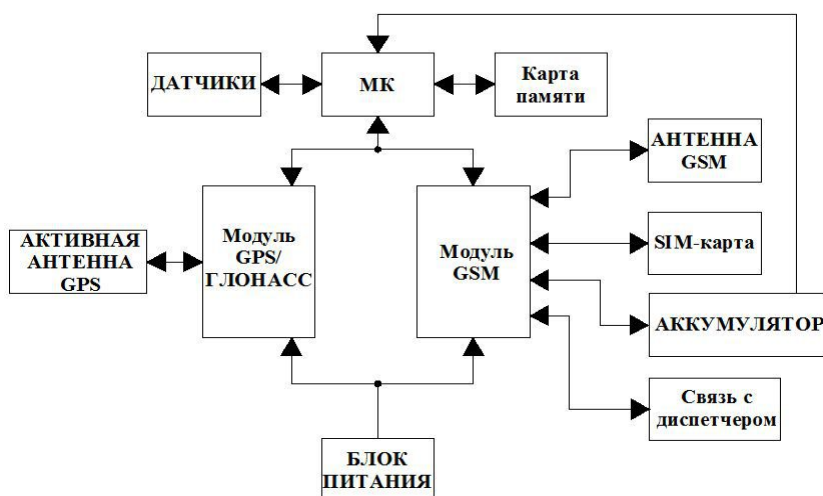 ДАТЧИКИ
МК
Карта
памяти
АНТЕННА
GSM
АКТИВНАЯ
АНТЕННА
GPS
Модуль
GPS/
ГЛОНАСС
Модуль
GSM
SIM-карта
АККУМУЛЯТОР
Связь с
диспетчером
БЛОК
ПИТАНИЯ